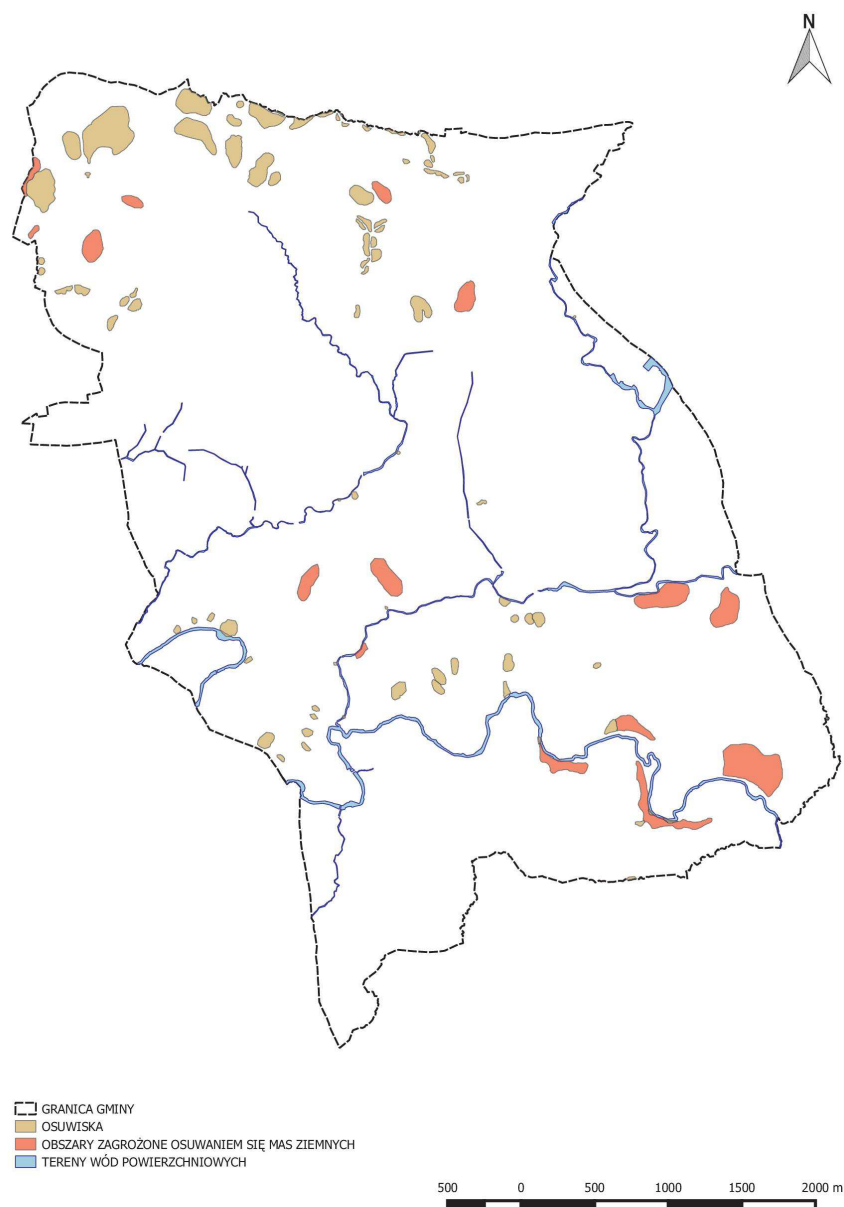 N
GRANICA GMINY
OSUWISKA
OBSZARY ZAGROŻONE OSUWANIEM SIĘ MAS ZIEMNYCH
TERENY WÓD POWIERZCHNIOWYCH
500 0 500 1000 1500 2000 m